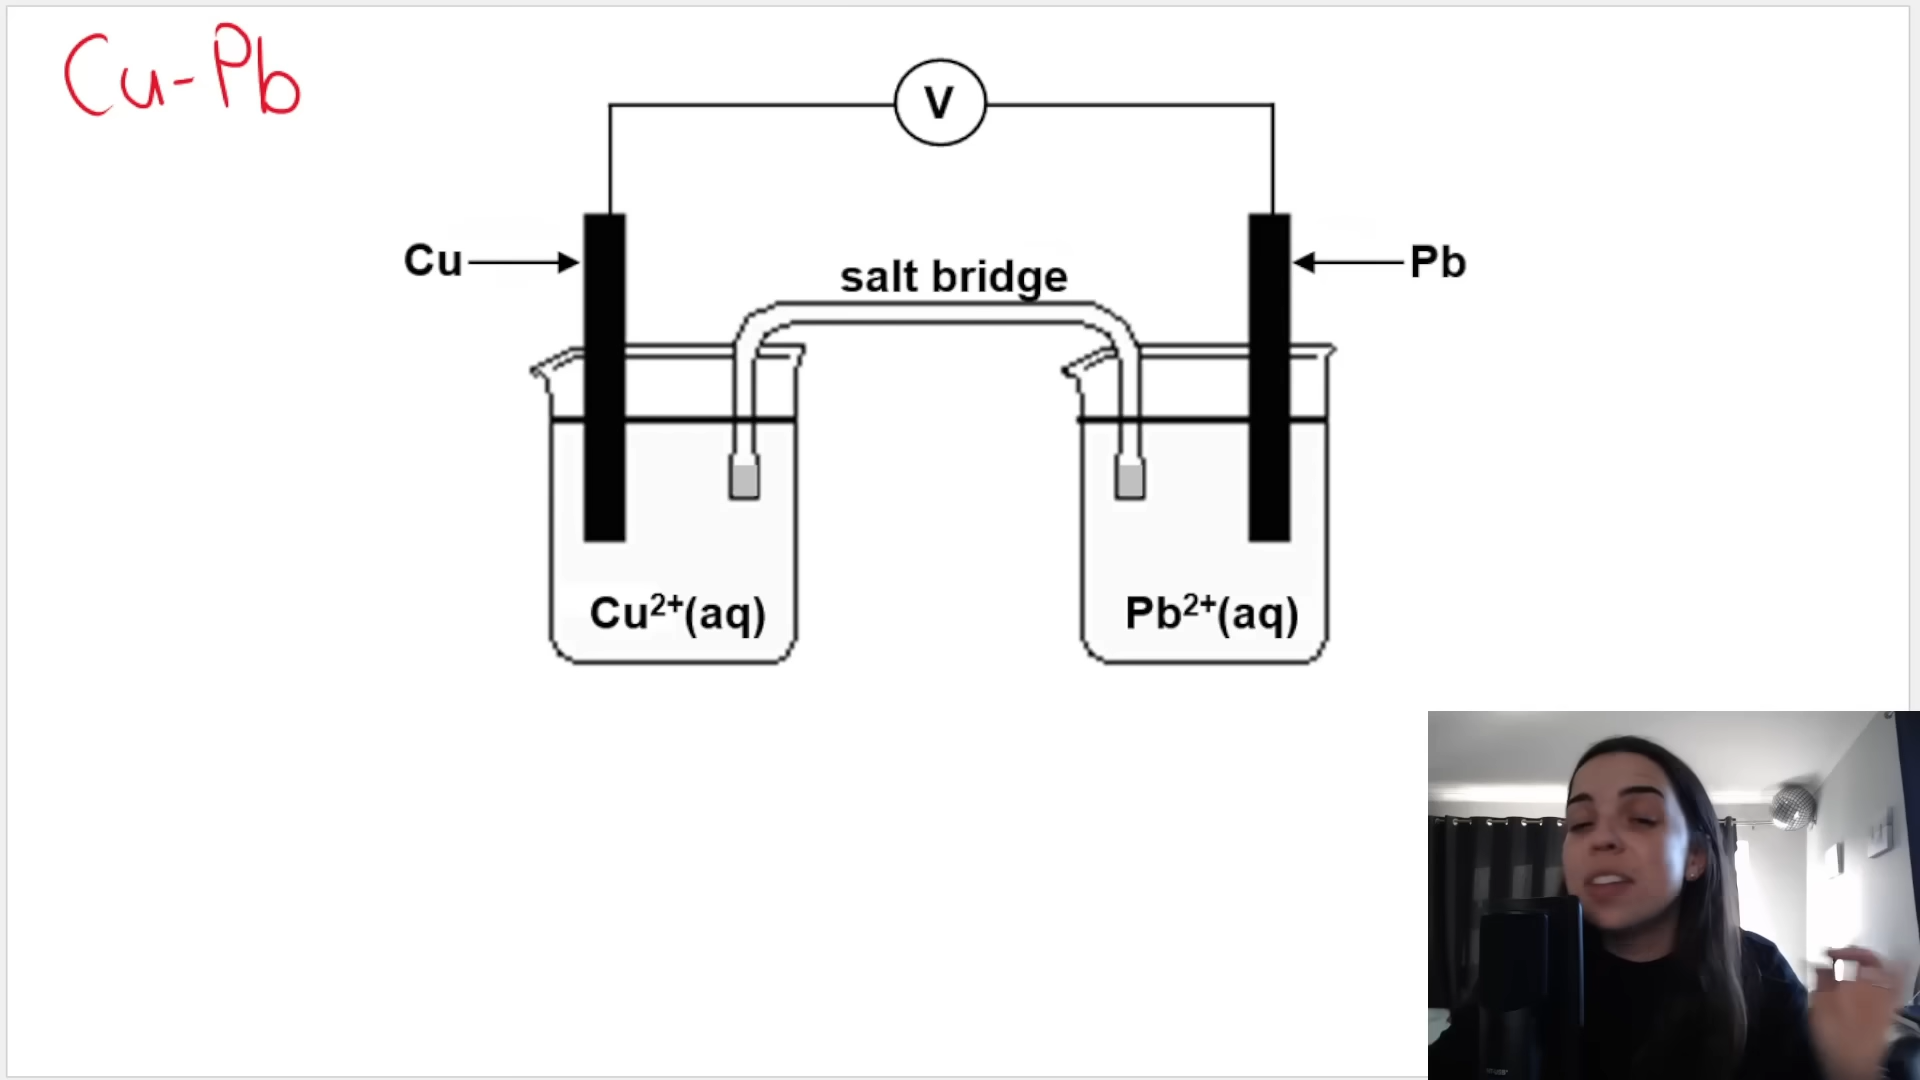 Cu-Pb
V
Cu
Pb
salt bridge
Cu²⁺(aq)
Pb²⁺(aq)